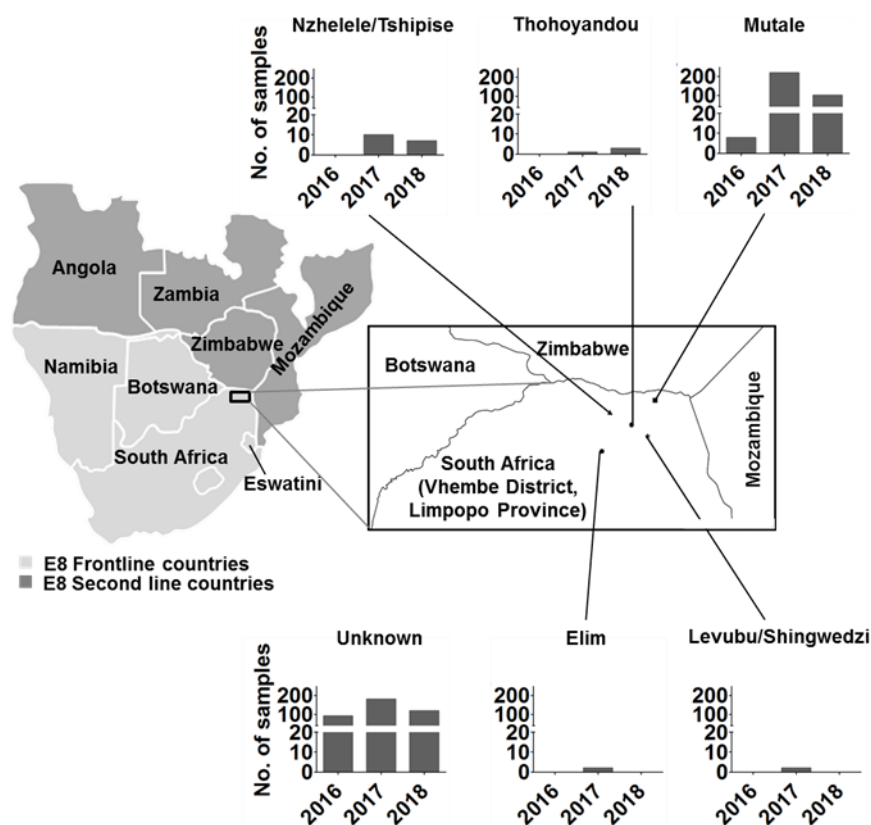 Nzhelele/Tshipise
Thohoyandou
Mutale
No. of samples
200
100
20
10
0
2016
2017
2018
200
100
20
10
0
2016
2017
2018
200
100
20
10
0
2016
2017
2018
Angola
Zambia
Mozambique
Zimbabwe
Namibia
Botswana
South Africa
Eswatini
Botswana
Zimbabwe
Mozambique
South Africa
(Vhembe District,
Limpopo Province)
E8 Frontline countries
E8 Second line countries
Unknown
Elim
Levubu/Shingwedzi
No. of samples
200
100
20
10
0
2016
2017
2018
200
100
20
10
0
2016
2017
2018
200
100
20
10
0
2016
2017
2018